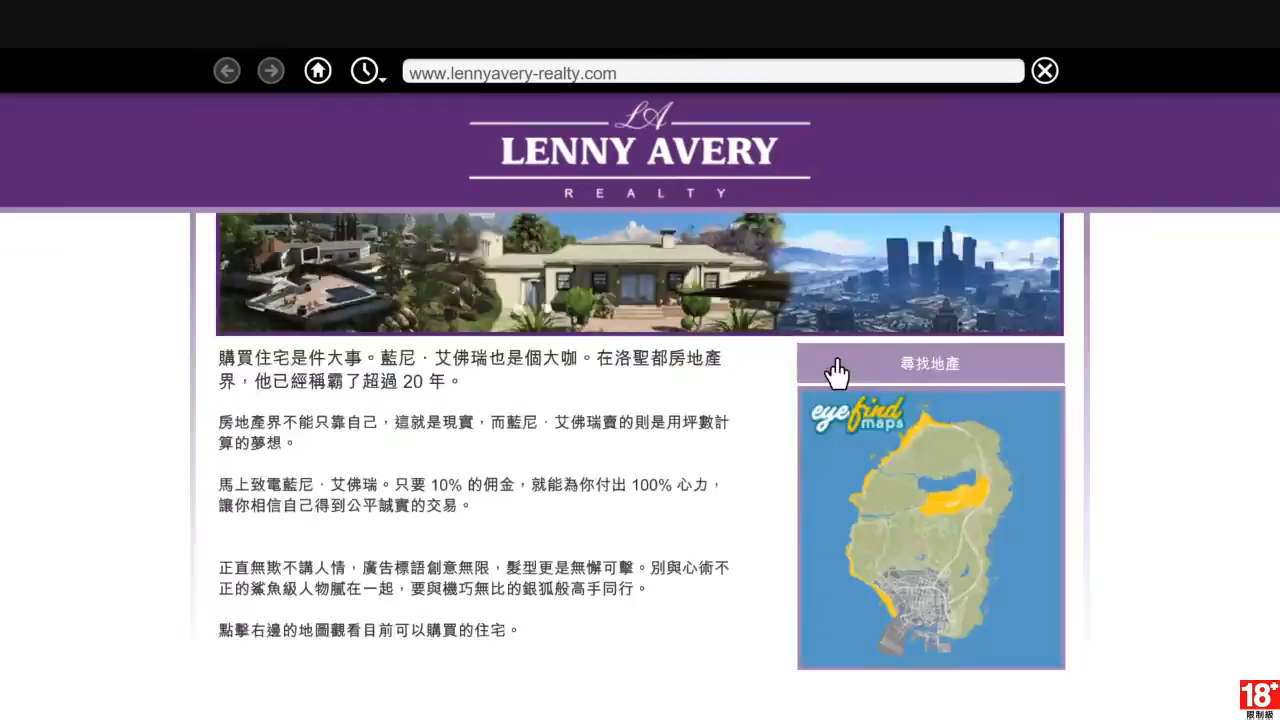 www.lennyavery-realty.com
LA
LENNY AVERY
REALTY
購買住宅是件大事。藍尼．艾佛瑞也是個大咖。在洛聖都房地產
界，他已經稱霸了超過 20 年。
尋找地產
eyefind
maps
房地產界不能只靠自己，這就是現實，而藍尼．艾佛瑞賣的則是用坪數計
算的夢想。
馬上致電藍尼．艾佛瑞。只要 10% 的佣金，就能為你付出 100% 心力，
讓你相信自己得到公平誠實的交易。
正直無欺不講人情，廣告標語創意無限，髮型更是無懈可擊。別與心術不
正的鯊魚級人物膩在一起，要與機巧無比的銀狐般高手同行。
點擊右邊的地圖觀看目前可以購買的住宅。
18+
限制級